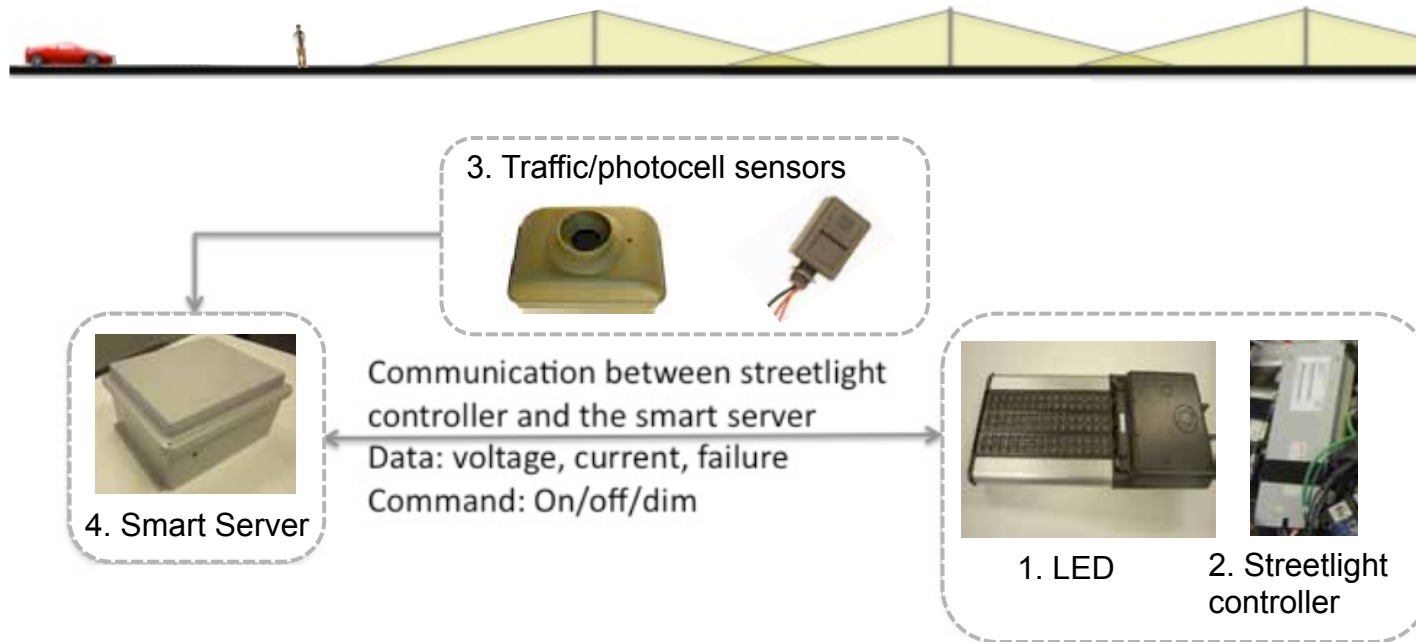 3. Traffic/photocell sensors
Communication between streetlight
controller and the smart server
Data: voltage, current, failure
Command: On/off/dim
4. Smart Server
1. LED
2. Streetlight
controller